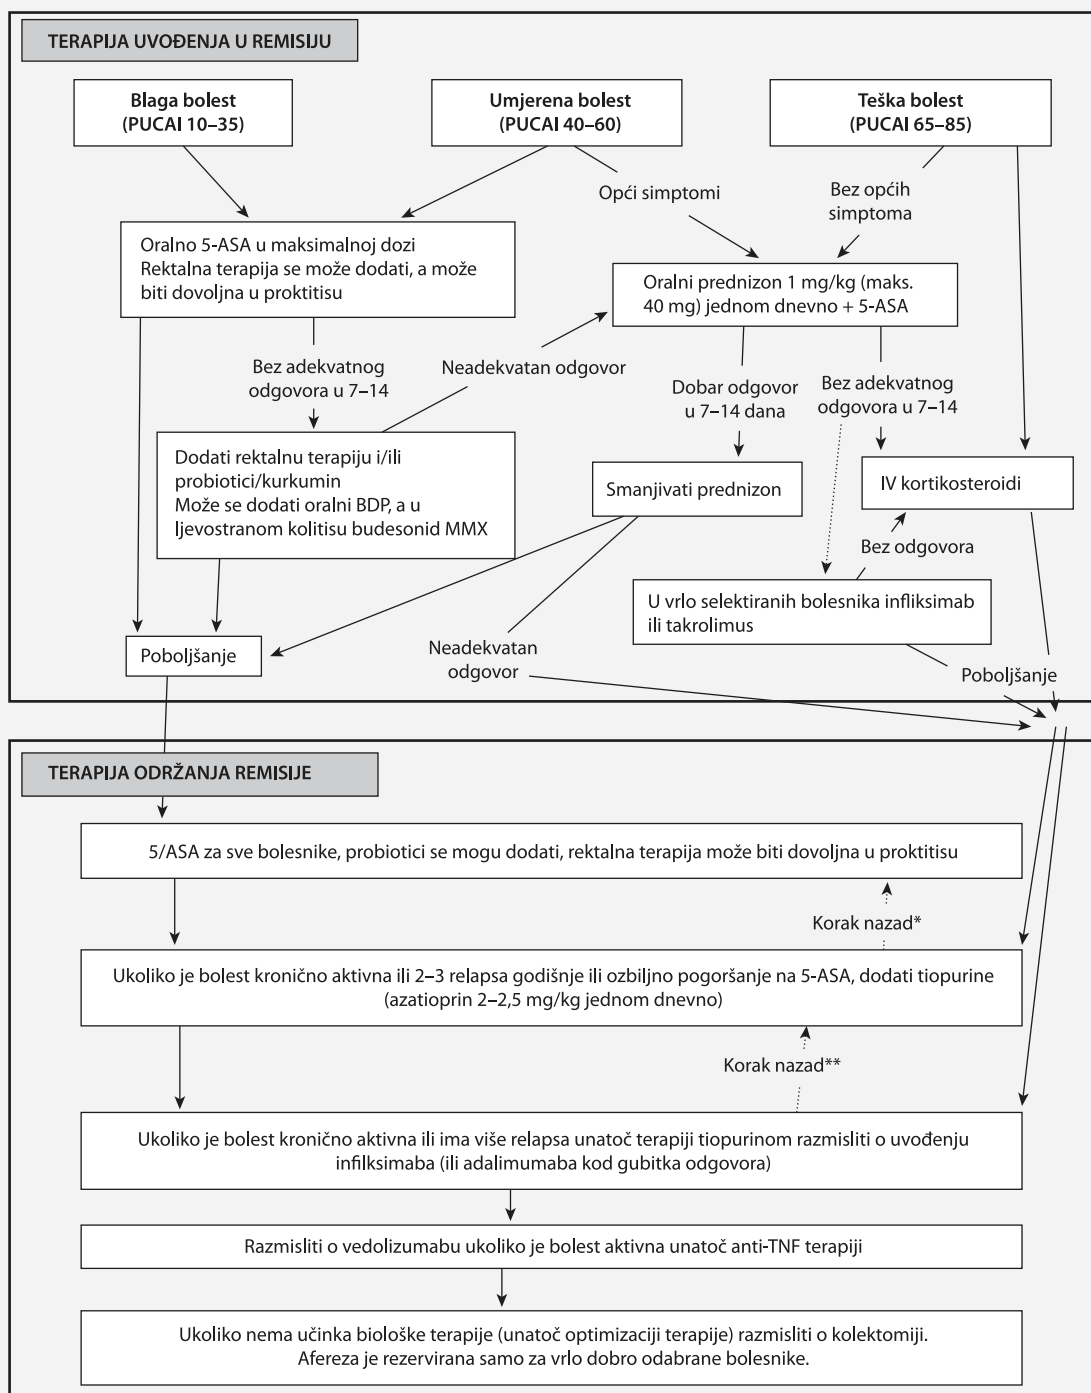 TERAPIJA UVOĐENJA U REMISIJU
Blaga bolest
(PUCAI 10–35)
Umjerena bolest
(PUCAI 40–60)
Teška bolest
(PUCAI 65–85)
Opći simptomi
Bez općih
simptoma
Oralno 5-ASA u maksimalnoj dozi
Rektalna terapija se može dodati, a može
biti dovoljna u proktitisu
Oralni prednizon 1 mg/kg (maks.
40 mg) jednom dnevno + 5-ASA
Bez adekvatnog
odgovora u 7–14
Neadekvatan odgovor
Dobar odgovor
u 7–14 dana
Bez adekvatnog
odgovora u 7–14
Dodati rektalnu terapiju i/ili
probiotici/kurkumin
Može se dodati oralni BDP, a u
ljevostranom kolitisu budesonid MMX
Smanjivati prednizon
IV kortikosteroidi
Bez odgovora
U vrlo selektiranih bolesnika infliksimab
ili takrolimus
Poboljšanje
Neadekvatan
odgovor
Poboljšanje
TERAPIJA ODRŽANJA REMISIJE
5/ASA za sve bolesnike, probiotici se mogu dodati, rektalna terapija može biti dovoljna u proktitisu
Korak nazad*
Ukoliko je bolest kronično aktivna ili 2–3 relapsa godišnje ili ozbiljno pogoršanje na 5-ASA, dodati tiopurine
(azatioprin 2–2,5 mg/kg jednom dnevno)
Korak nazad**
Ukoliko je bolest kronično aktivna ili ima više relapsa unatoč terapiji tiopurinom razmisliti o uvođenju
infilksimaba (ili adalimumaba kod gubitka odgovora)
Razmisliti o vedolizumabu ukoliko je bolest aktivna unatoč anti-TNF terapiji
Ukoliko nema učinka biološke terapije (unatoč optimizaciji terapije) razmisliti o kolektomiji.
Afereza je rezervirana samo za vrlo dobro odabrane bolesnike.